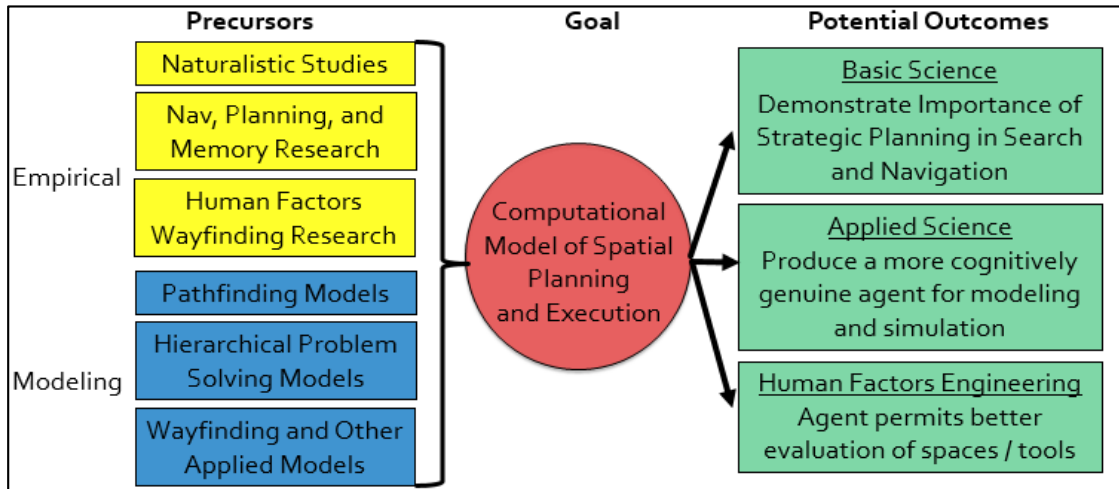 Precursors
Goal
Potential Outcomes
Empirical
Naturalistic Studies
Nav, Planning, and
Memory Research
Human Factors
Wayfinding Research
Modeling
Pathfinding Models
Hierarchical Problem
Solving Models
Wayfinding and Other
Applied Models
Computational
Model of Spatial
Planning
and Execution
Basic Science
Demonstrate Importance of
Strategic Planning in Search
and Navigation
Applied Science
Produce a more cognitively
genuine agent for modeling
and simulation
Human Factors Engineering
Agent permits better
evaluation of spaces / tools